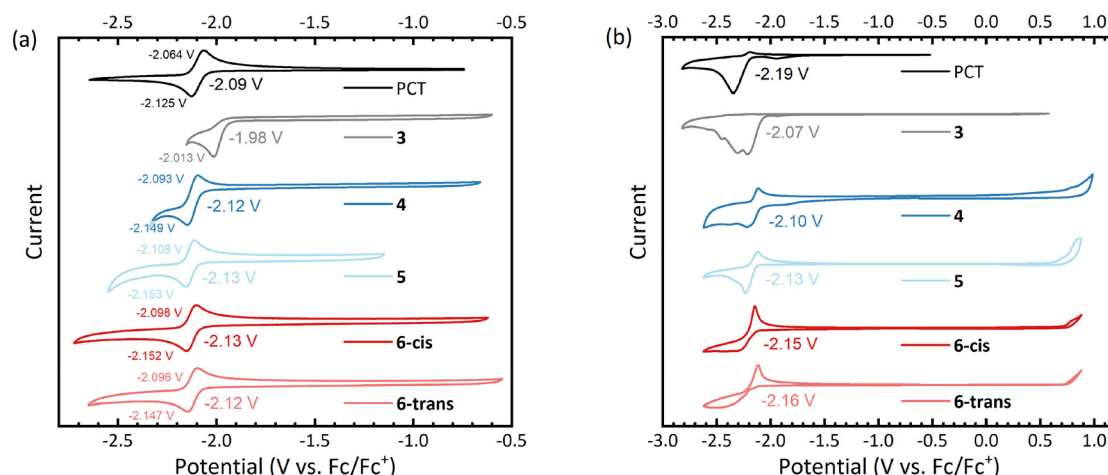 (a)
-2.5 -2.0 -1.5 -1.0 -0.5
-2.064 V
-2.125 V
-2.09 V
PCT
-1.98 V
3
-2.013 V
-2.093 V
-2.12 V
4
-2.149 V
-2.108 V
-2.13 V
5
-2.153 V
-2.098 V
-2.13 V
6-cis
-2.152 V
-2.096 V
-2.12 V
6-trans
-2.147 V
Current
-2.5 -2.0 -1.5 -1.0 -0.5
Potential (V vs. Fc/Fc+)
(b)
-3.0 -2.5 -2.0 -1.5 -1.0 -0.5 0.0 0.5 1.0
-2.19 V
PCT
-2.07 V
3
-2.10 V
4
-2.13 V
5
-2.15 V
6-cis
-2.16 V
6-trans
Current
-3.0 -2.5 -2.0 -1.5 -1.0 -0.5 0.0 0.5 1.0
Potential (V vs. Fc/Fc+)